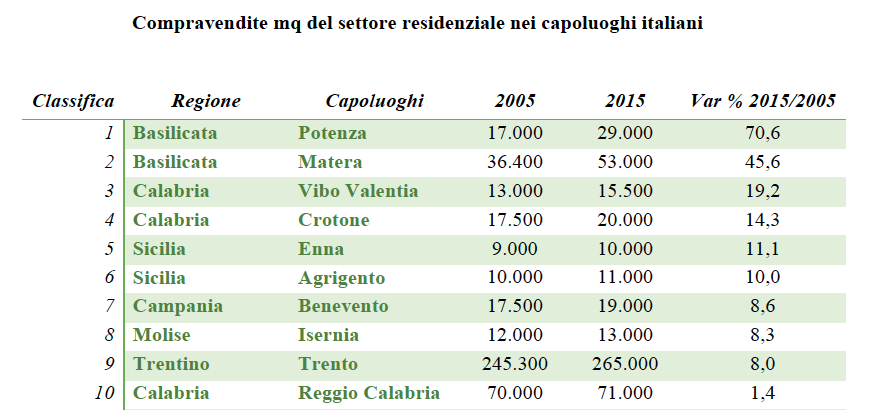 Compravendite mq del settore residenziale nei capoluoghi italiani
Classifica Regione Capoluoghi 2005 2015 Var % 2015/2005
1 Basilicata Potenza 17.000 29.000 70,6
2 Basilicata Matera 36.400 53.000 45,6
3 Calabria Vibo Valentia 13.000 15.500 19,2
4 Calabria Crotone 17.500 20.000 14,3
5 Sicilia Enna 9.000 10.000 11,1
6 Sicilia Agrigento 10.000 11.000 10,0
7 Campania Benevento 17.500 19.000 8,6
8 Molise Isernia 12.000 13.000 8,3
9 Trentino Trento 245.300 265.000 8,0
10 Calabria Reggio Calabria 70.000 71.000 1,4